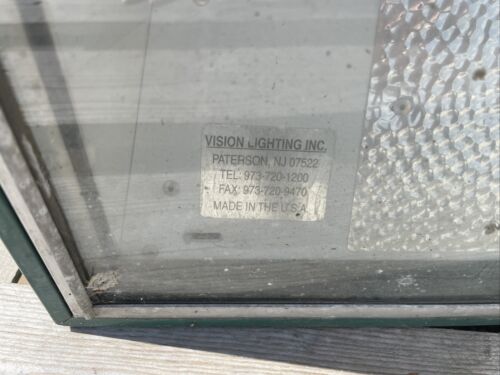 VISION LIGHTING INC.
PATERSON, NJ 07522
TEL: 973-720-1200
FAX: 973-720-9470
MADE IN THE U.S.A.